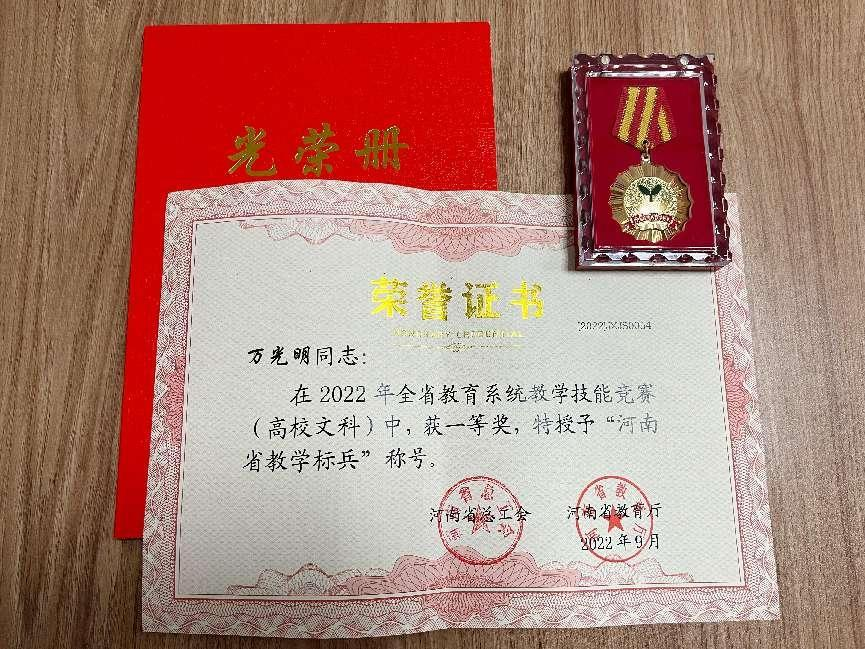 光荣册
荣誉证书
HONORARY CREDENTIAL
万光明同志：
在2022年全省教育系统教学技能竞赛
（高校文科）中，获一等奖，特授予“河南
省教学标兵”称号。
河南省总工会 河南省教育厅
2022年9月